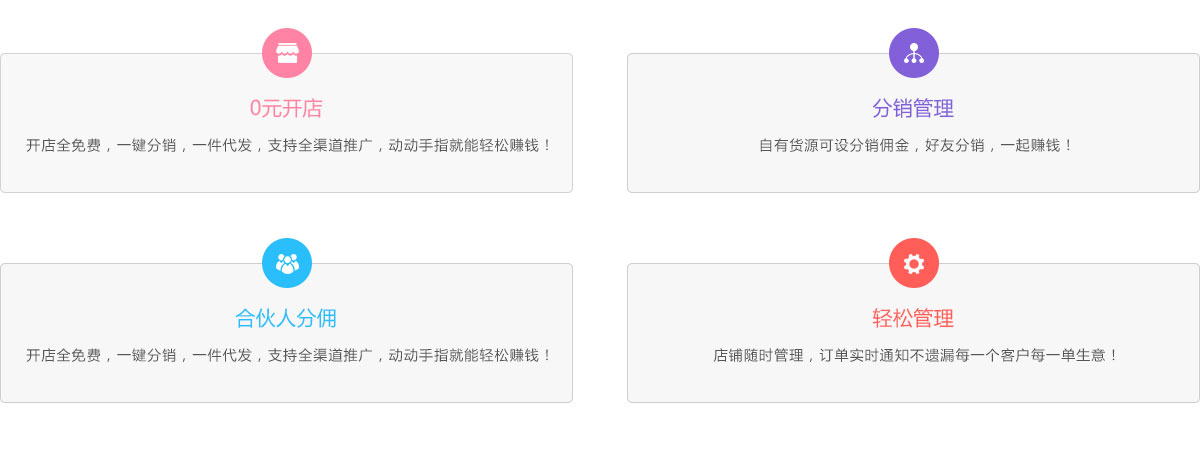 0元开店
开店全免费，一键分销，一件代发，支持全渠道推广，动动手指就能轻松赚钱！
分销管理
自有货源可设分销佣金，好友分销，一起赚钱！
合伙人分佣
开店全免费，一键分销，一件代发，支持全渠道推广，动动手指就能轻松赚钱！
轻松管理
店铺随时管理，订单实时通知不遗漏每一个客户每一单生意！